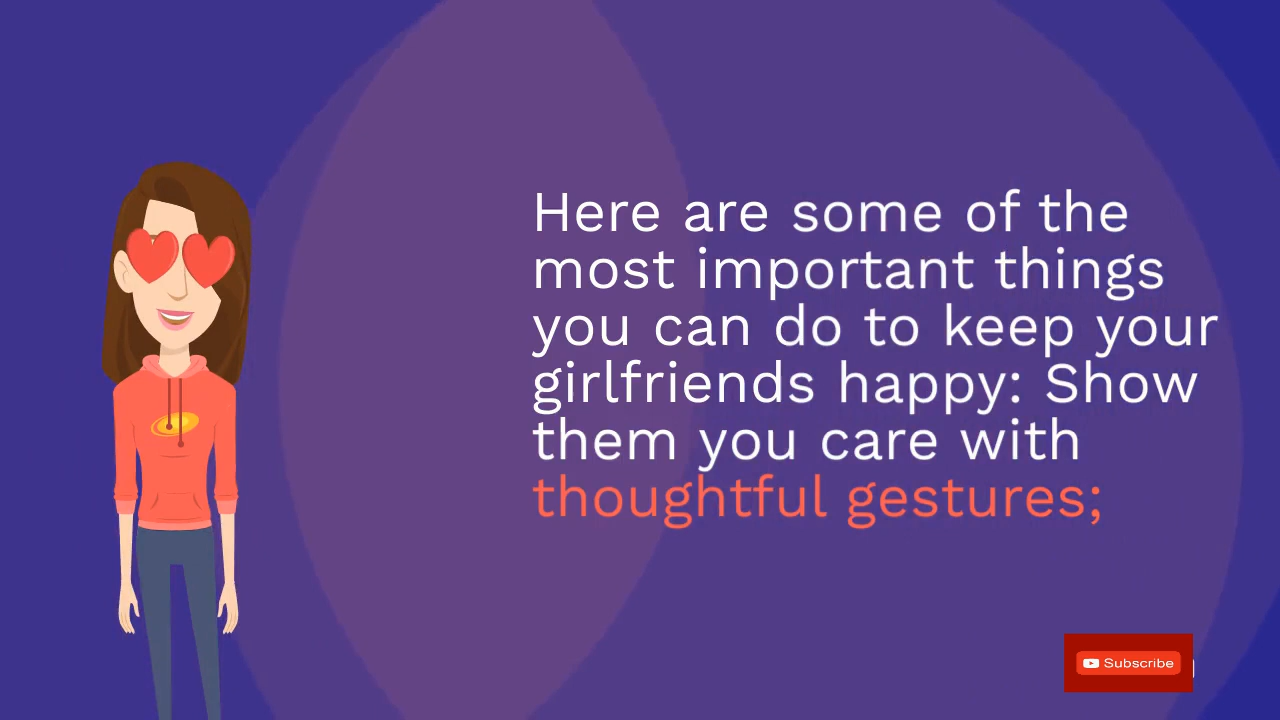 Here are some of the
most important things
you can do to keep your
girlfriends happy: Show
them you care with
thoughtful gestures;
Subscribe